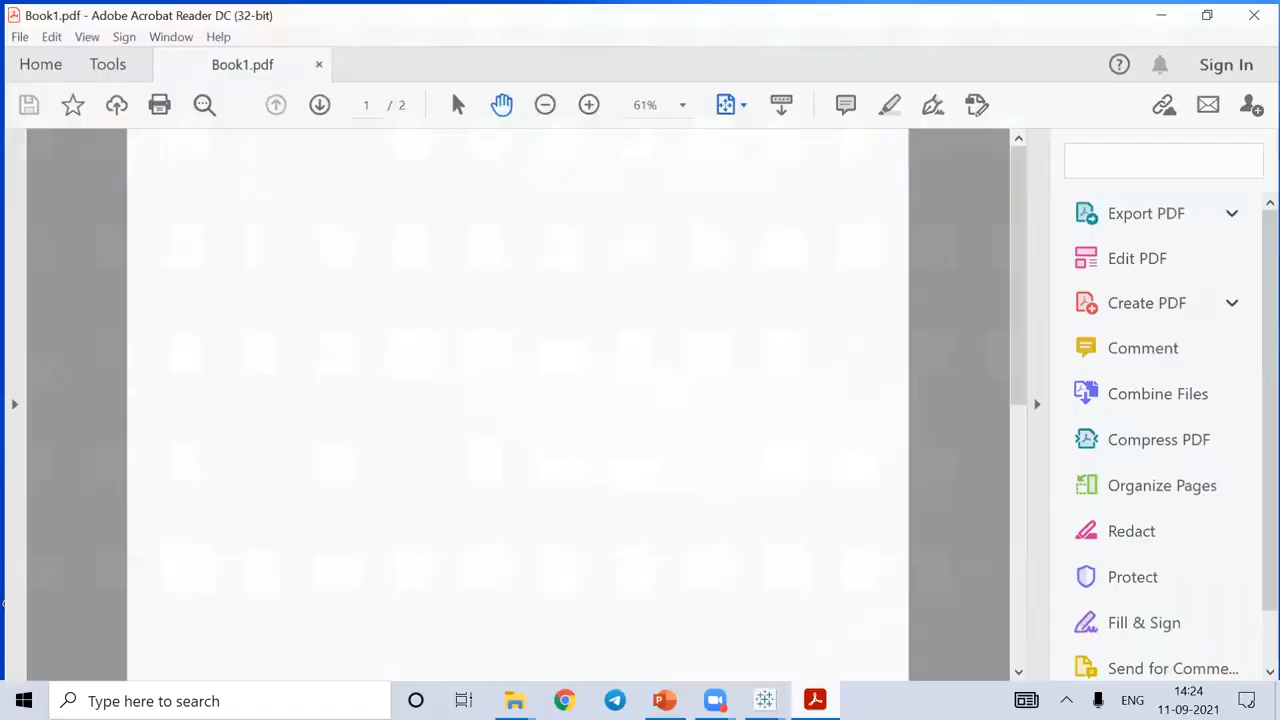 Book1.pdf - Adobe Acrobat Reader DC (32-bit)
File Edit View Sign Window Help
Home Tools Book1.pdf × Sign In
1 / 2 61%
Export PDF
Edit PDF
Create PDF
Comment
Combine Files
Compress PDF
Organize Pages
Redact
Protect
Fill & Sign
Send for Comme...
Type here to search
ENG
14:24
11-09-2021